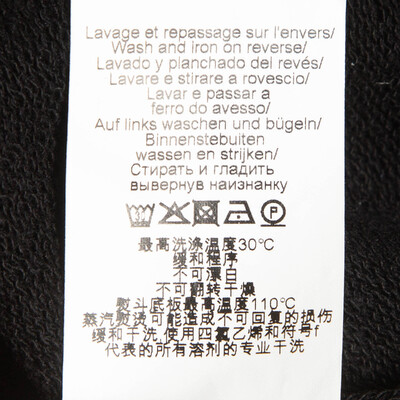 Lavage et repassage sur l'envers/
Wash and iron on reverse/
Lavado y planchado del revés/
Lavare e stirare a rovescio/
Lavar e passar a
ferro do avesso/
Auf links waschen und bügeln/
Binnenstebuiten
wassen en strijken/
Стирать и гладить
вывернув наизнанку
P
最高洗涤温度30℃
缓和程序
不可漂白
不可翻转干燥
熨斗底板最高温度110℃
蒸汽熨烫可能造成不可回复的损伤
缓和干洗,使用四氯乙烯和符号f
代表的所有溶剂的专业干洗